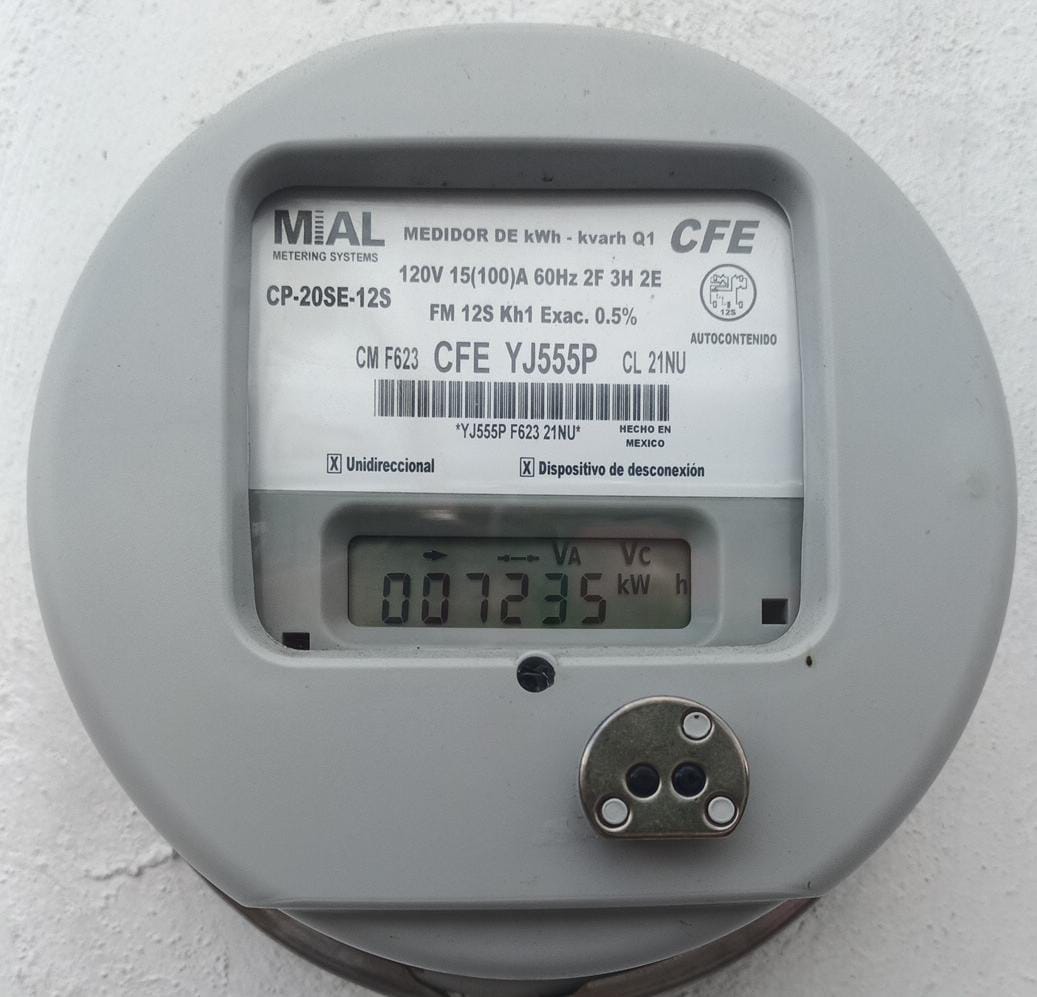 MIAL
METERING SYSTEMS
MEDIDOR DE kWh - kvarh Q1
CFE
120V 15(100)A 60Hz 2F 3H 2E
CP-20SE-12S
FM 12S Kh1 Exac. 0.5%
12S
AUTOCONTENIDO
CM F623 CFE YJ555P CL 21NU
*YJ555P F623 21NU*
HECHO EN
MEXICO
X Unidireccional
X Dispositivo de desconexión
VA VC
007235 kW h